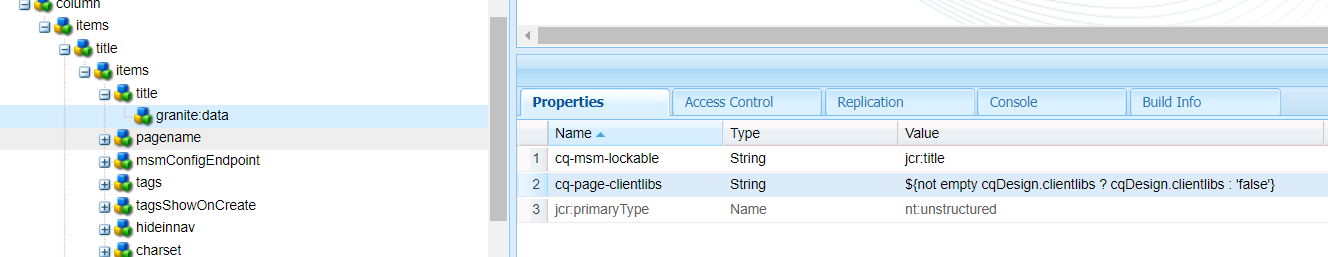 column
items
title
items
title
granite:data
pagename
msmConfigEndpoint
tags
tagsShowOnCreate
hideinnav
charset
Properties Access Control Replication Console Build Info
Name Type Value
1 cq-msm-lockable String jcr:title
2 cq-page-clientlibs String ${not empty cqDesign.clientlibs ? cqDesign.clientlibs : 'false'}
3 jcr:primaryType Name nt:unstructured